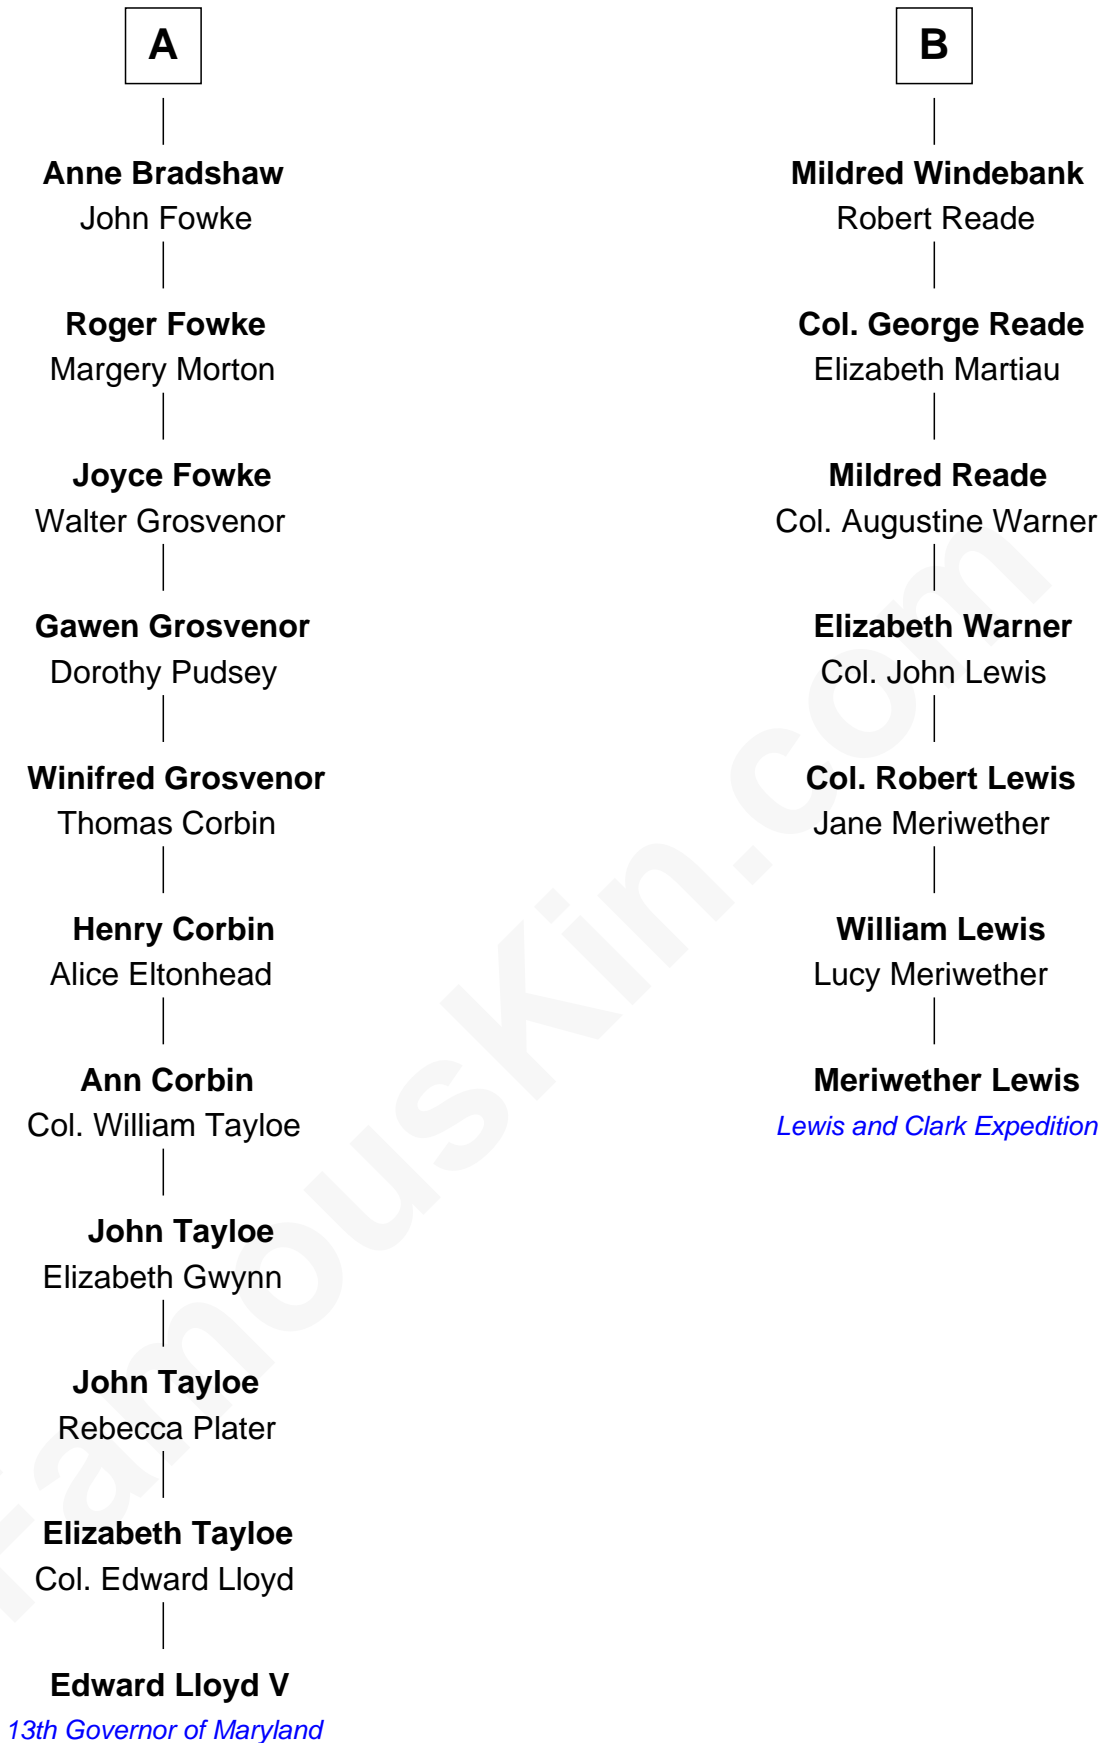 A
Anne Bradshaw
John Fowke
Roger Fowke
Margery Morton
Joyce Fowke
Walter Grosvenor
Gawen Grosvenor
Dorothy Pudsey
Winifred Grosvenor
Thomas Corbin
Henry Corbin
Alice Eltonhead
Ann Corbin
Col. William Tayloe
John Tayloe
Elizabeth Gwynn
John Tayloe
Rebecca Plater
Elizabeth Tayloe
Col. Edward Lloyd
Edward Lloyd V
13th Governor of Maryland
B
Mildred Windebank
Robert Reade
Col. George Reade
Elizabeth Martiau
Mildred Reade
Col. Augustine Warner
Elizabeth Warner
Col. John Lewis
Col. Robert Lewis
Jane Meriwether
William Lewis
Lucy Meriwether
Meriwether Lewis
Lewis and Clark Expedition
FamousKin.com